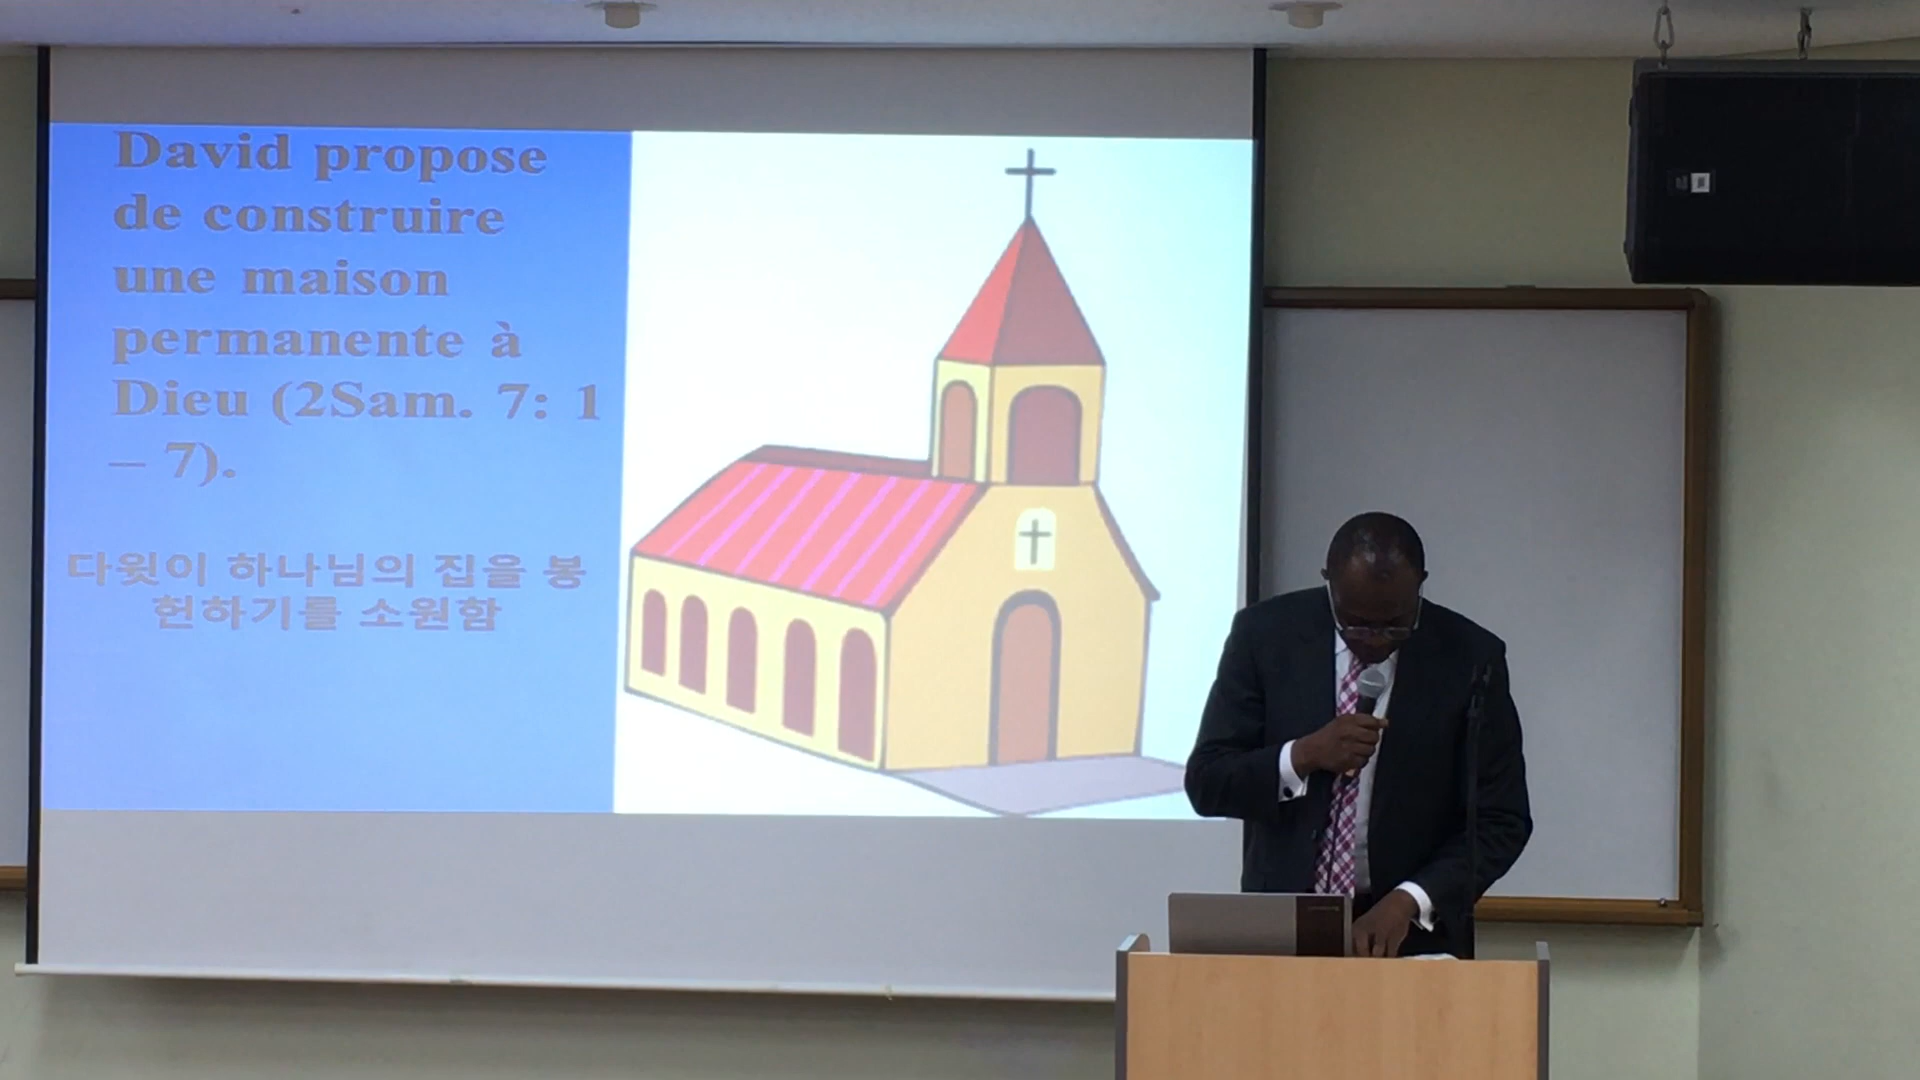 David propose
de construire
une maison
permanente à
Dieu (2Sam. 7: 1
– 7).
다윗이 하나님의 집을 봉
헌하기를 소원함